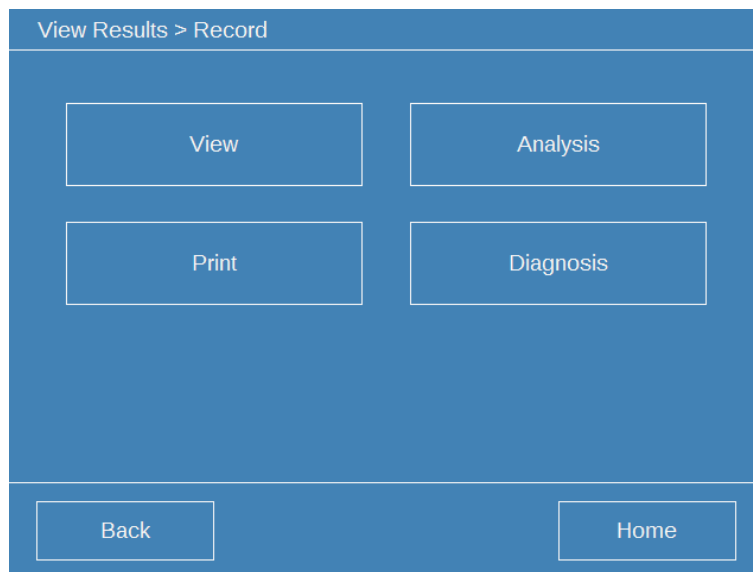 View Results > Record
View
Analysis
Print
Diagnosis
Back
Home